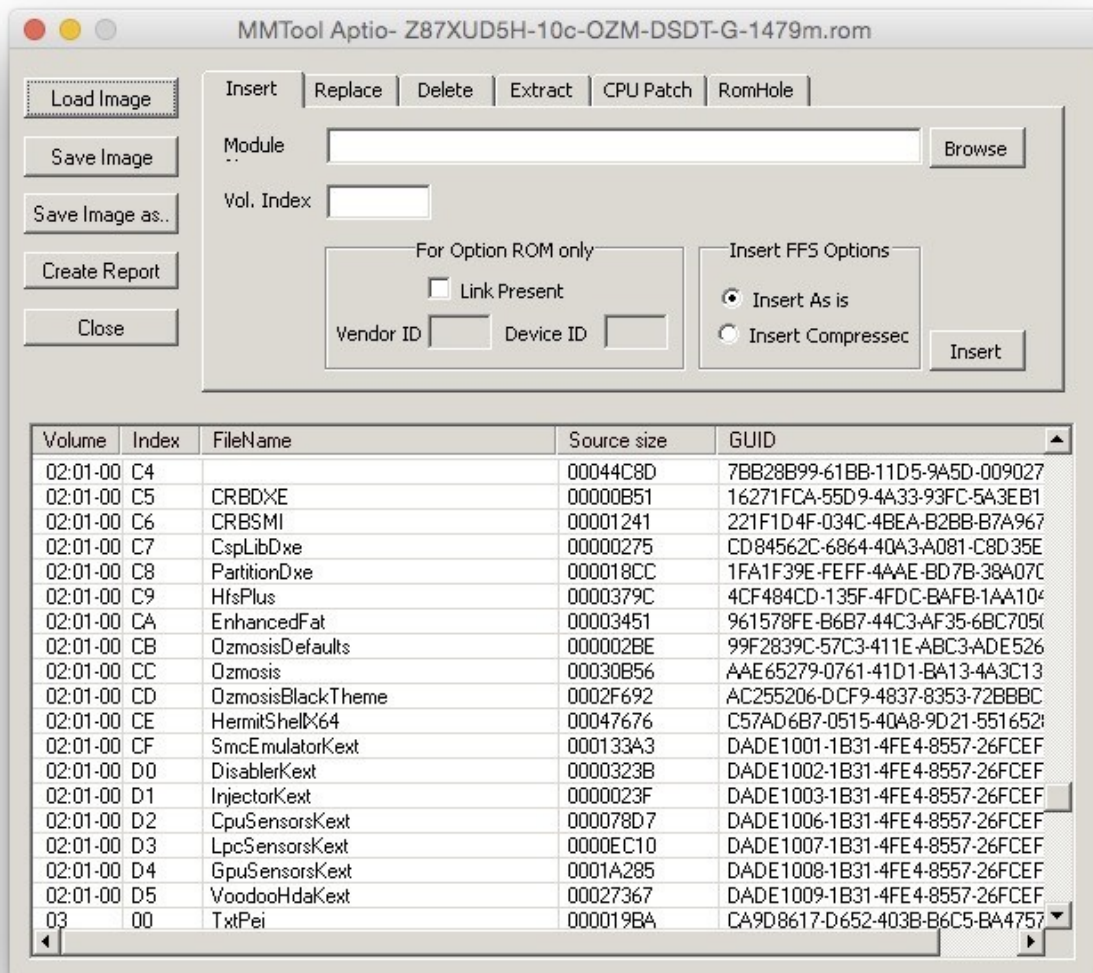 MMTool Aptio- Z87XUD5H-10c-OZM-DSDT-G-1479m.rom
Load Image
Save Image
Save Image as..
Create Report
Close
Insert Replace Delete Extract CPU Patch RomHole
Module
Browse
Vol. Index
For Option ROM only
Link Present
Vendor ID Device ID
Insert FFS Options
Insert As is
Insert Compressec
Insert
Volume Index FileName Source size GUID
02:01-00 C4 00044C8D 7BB28B99-61BB-11D5-9A5D-009027
02:01-00 C5 CRBDXE 00000B51 16271FCA-55D9-4A33-93FC-5A3EB1
02:01-00 C6 CRBSMI 00001241 221F1D4F-034C-4BEA-B2BB-B7A967
02:01-00 C7 CspLibDxe 00000275 CD84562C-6864-40A3-A081-C8D35E
02:01-00 C8 PartitionDxe 000018CC 1FA1F39E-FEFF-4AAE-BD7B-38A07C
02:01-00 C9 HfsPlus 0000379C 4CF484CD-135F-4FDC-BAFB-1AA104
02:01-00 CA EnhancedFat 00003451 961578FE-B6B7-44C3-AF35-6BC705
02:01-00 CB OzmosisDefaults 000002BE 99F2839C-57C3-411E-ABC3-ADE526
02:01-00 CC Ozmosis 00030B56 AAE65279-0761-41D1-BA13-4A3C13
02:01-00 CD OzmosisBlackTheme 0002F692 AC255206-DCF9-4837-8353-72BBBC
02:01-00 CE HermitShellX64 00047676 C57AD6B7-0515-40A8-9D21-551652
02:01-00 CF SmcEmulatorKext 000133A3 DADE1001-1B31-4FE4-8557-26FCEF
02:01-00 D0 DisablerKext 0000323B DADE1002-1B31-4FE4-8557-26FCEF
02:01-00 D1 InjectorKext 0000023F DADE1003-1B31-4FE4-8557-26FCEF
02:01-00 D2 CpuSensorsKext 000078D7 DADE1006-1B31-4FE4-8557-26FCEF
02:01-00 D3 LpcSensorsKext 0000EC10 DADE1007-1B31-4FE4-8557-26FCEF
02:01-00 D4 GpuSensorsKext 0001A285 DADE1008-1B31-4FE4-8557-26FCEF
02:01-00 D5 VoodooHdaKext 00027367 DADE1009-1B31-4FE4-8557-26FCEF
03 00 TxtPei 000019BA CA9D8617-D652-403B-B6C5-BA4757